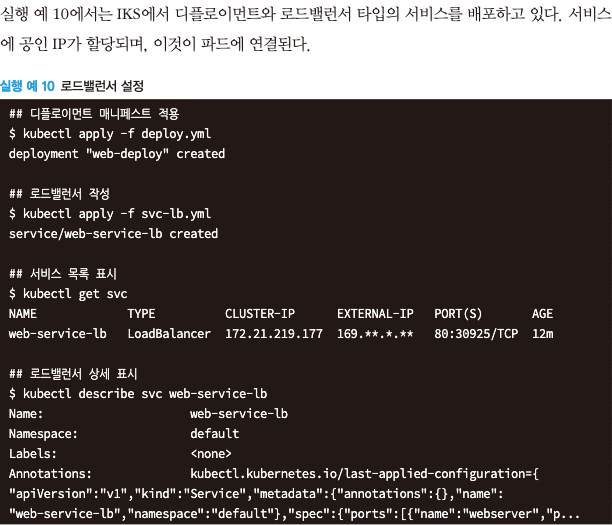 실행 예 10에서는 IKS에서 디플로이먼트와 로드밸런서 타입의 서비스를 배포하고 있다. 서비스
에 공인 IP가 할당되며, 이것이 파드에 연결된다.
실행 예 10 로드밸런서 설정
## 디플로이먼트 매니페스트 적용
$ kubectl apply -f deploy.yml
deployment "web-deploy" created
## 로드밸런서 작성
$ kubectl apply -f svc-lb.yml
service/web-service-lb created
## 서비스 목록 표시
$ kubectl get svc
NAME TYPE CLUSTER-IP EXTERNAL-IP PORT(S) AGE
web-service-lb LoadBalancer 172.21.219.177 169.**.*.** 80:30925/TCP 12m
## 로드밸런서 상세 표시
$ kubectl describe svc web-service-lb
Name: web-service-lb
Namespace: default
Labels: <none>
Annotations: kubectl.kubernetes.io/last-applied-configuration={
"apiVersion":"v1","kind":"Service","metadata":{"annotations":{},"name":
"web-service-lb","namespace":"default"},"spec":{"ports":[{"name":"webserver","p...